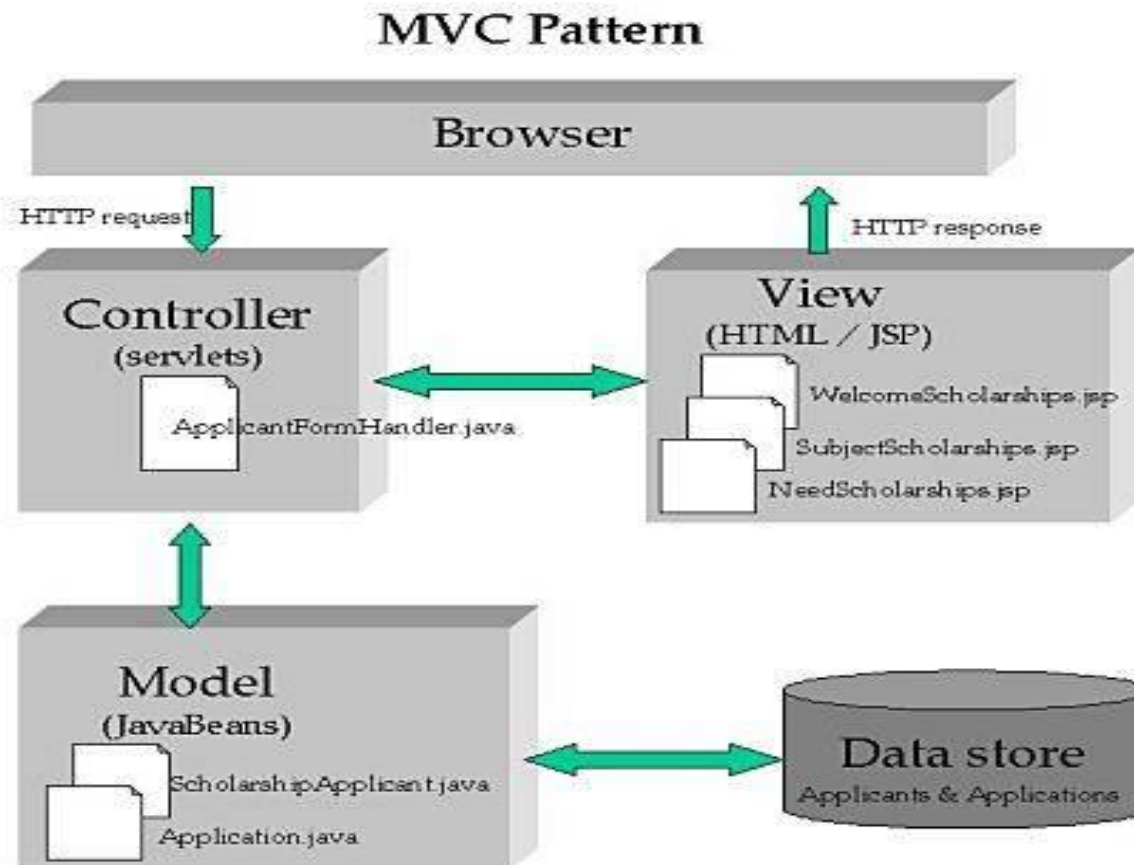 MVC Pattern
Browser
HTTP request
HTTP response
Controller
(servlets)
ApplicantFormHandler.java
View
(HTML / JSP)
WelcomeScholarships.jsp
SubjectScholarships.jsp
NeedScholarships.jsp
Model
(JavaBeans)
ScholarshipApplicant.java
Application.java
Data store
Applicants & Applications